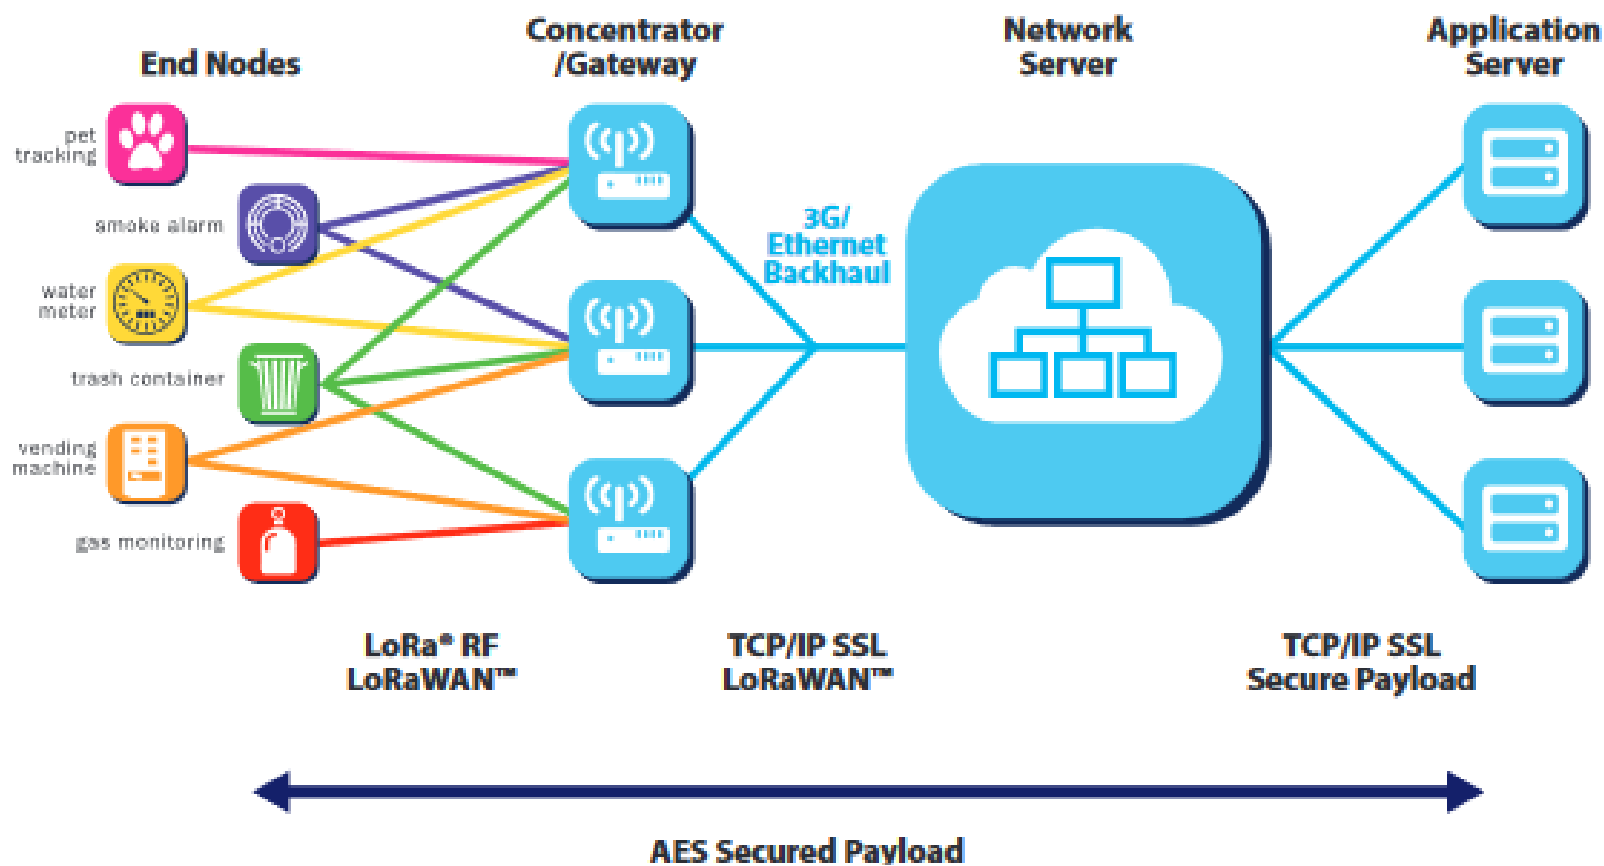 End Nodes
Concentrator
/Gateway
Network
Server
Application
Server
pet
tracking
smoke alarm
water
meter
trash container
vending
machine
gas monitoring
3G/
Ethernet
Backhaul
LoRa® RF
LoRaWAN™
TCP/IP SSL
LoRaWAN™
TCP/IP SSL
Secure Payload
AES Secured Payload